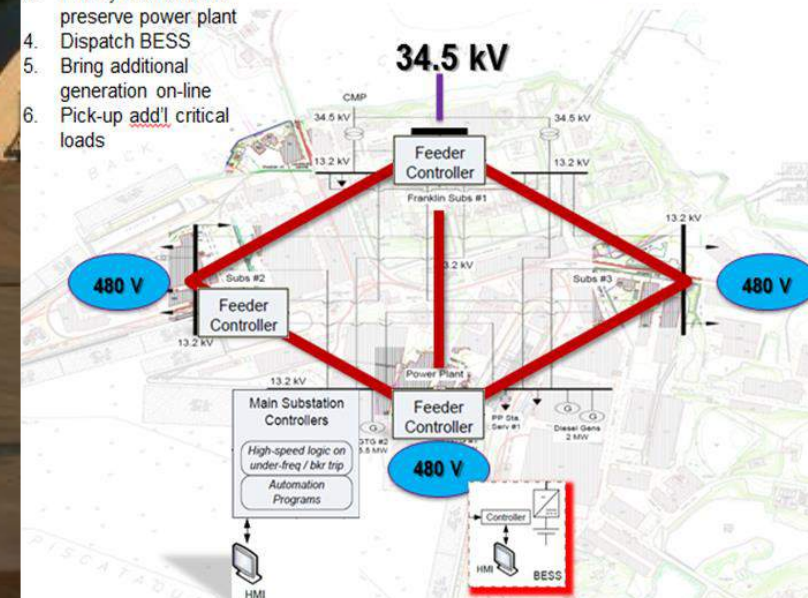 preserve power plant
4. Dispatch BESS
5. Bring additional
generation on-line
6. Pick-up add'l critical
loads
34.5 kV
CMP
34.5 kV
34.5 kV
13.2 kV
13.2 kV
Feeder
Controller
Franklin Subs #1
13.2 kV
3.2 kV
480 V
Subs #2
Subs #3
480 V
Feeder
Controller
13.2 kV
Power Plant
13.2 kV
Main Substation
Controllers
High-speed logic on
under-freq / bkr trip
Automation
Programs
Feeder
Controller
G
GTG #2
5.5 MW
PP Sta.
Serv #1
G
G
Diesel Gens
2 MW
480 V
Controller
HMI
BESS
HMI